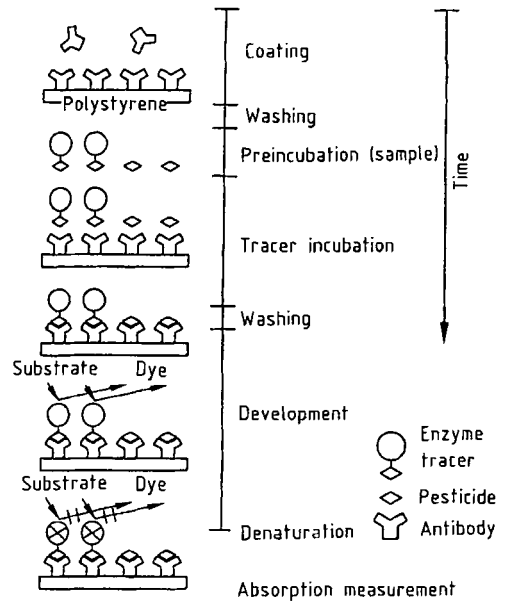 Coating
Polystyrene
Washing
Preincubation (sample)
Time
Tracer incubation
Washing
Substrate Dye
Development
Enzyme
tracer
Substrate Dye
Pesticide
Denaturation
Antibody
Absorption measurement